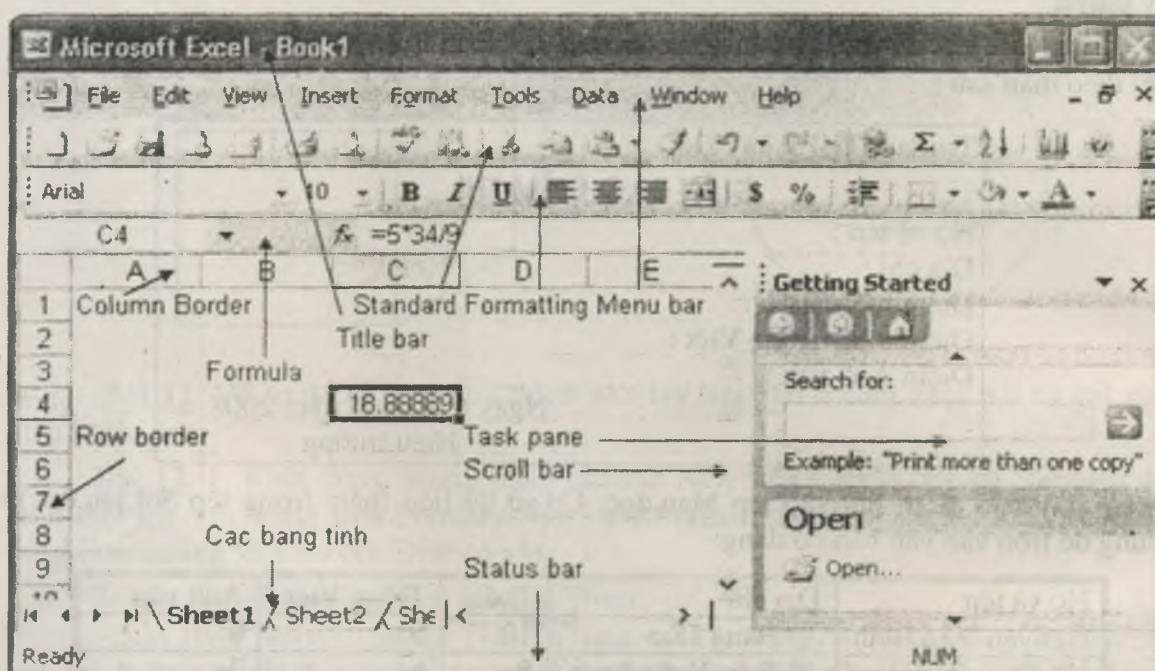 Microsoft Excel - Book1
File Edit View Insert Format Tools Data Window Help
Arial 10 B I U $ % A
C4 fx =5*34/9
A B C D E
Getting Started
1 Column Border Standard Formatting Menu bar
2 Title bar
3 Formula
Search for:
4 18.88889
5 Row border Task pane
6 Scroll bar
Example: "Print more than one copy"
7
Open
8 Cac bang tinh
9 Status bar
Open...
10
Sheet1 Sheet2 She
Ready NUM